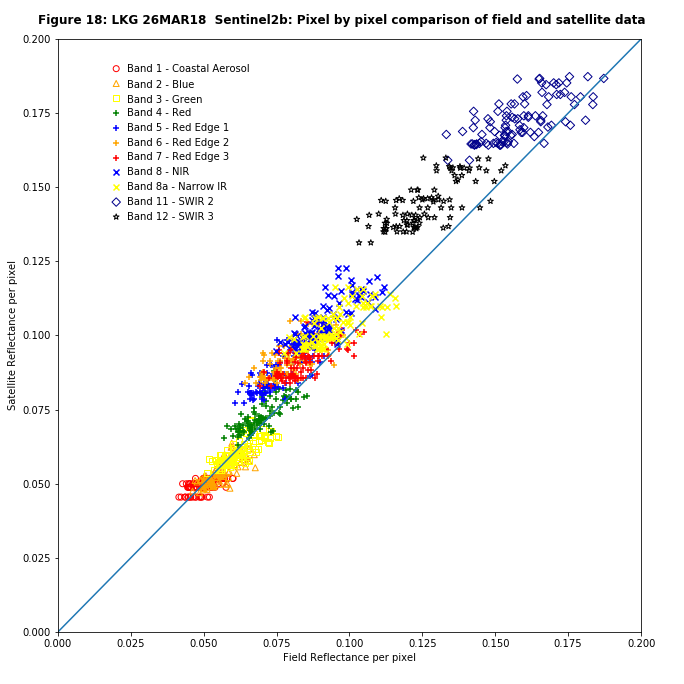 Figure 18: LKG 26MAR18 Sentinel2b: Pixel by pixel comparison of field and satellite data
0.200
Band 1 - Coastal Aerosol
Band 2 - Blue
Band 3 - Green
Band 4 - Red
Band 5 - Red Edge 1
Band 6 - Red Edge 2
Band 7 - Red Edge 3
Band 8 - NIR
Band 8a - Narrow IR
Band 11 - SWIR 2
Band 12 - SWIR 3
0.175
0.150
0.125
0.100
0.075
0.050
0.025
0.000
Satellite Reflectance per pixel
0.000 0.025 0.050 0.075 0.100 0.125 0.150 0.175 0.200
Field Reflectance per pixel